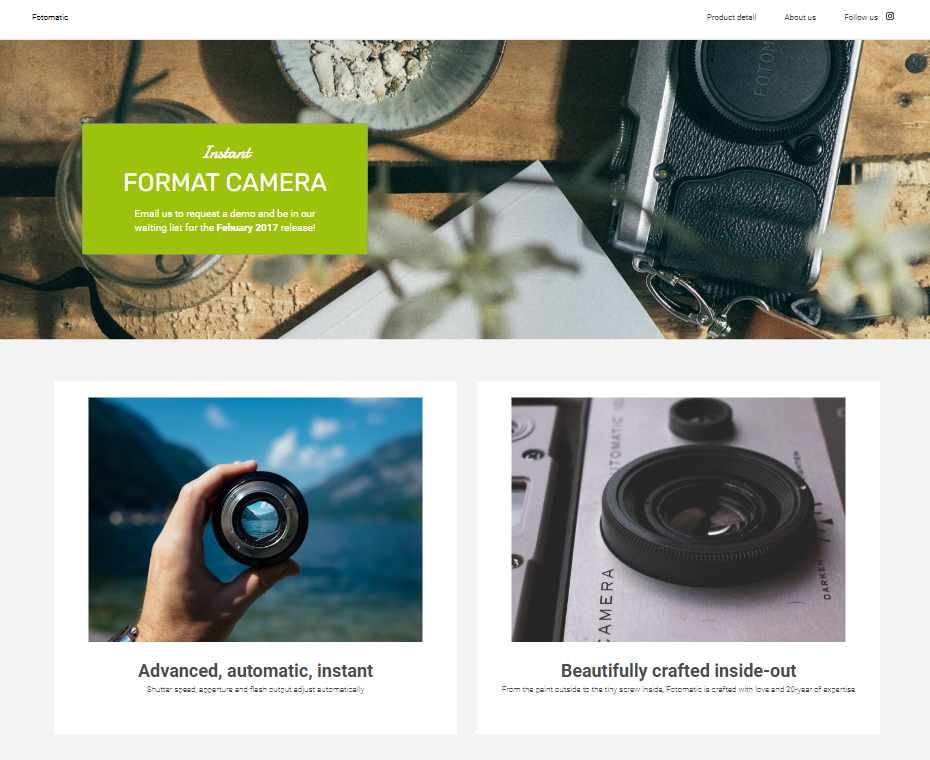 Fotomatic
Product detail
About us
Follow us
FOTOM
Instant
FORMAT CAMERA
Email us to request a demo and be in our
waiting list for the Febuary 2017 release!
CAMERA
DARKEN
Advanced, automatic, instant
Shutter speed, apperture and flash output adjust automatically
Beautifully crafted inside-out
From the paint outside to the tiny screw inside, Fotomatic is crafted with love and 20-year of expertise